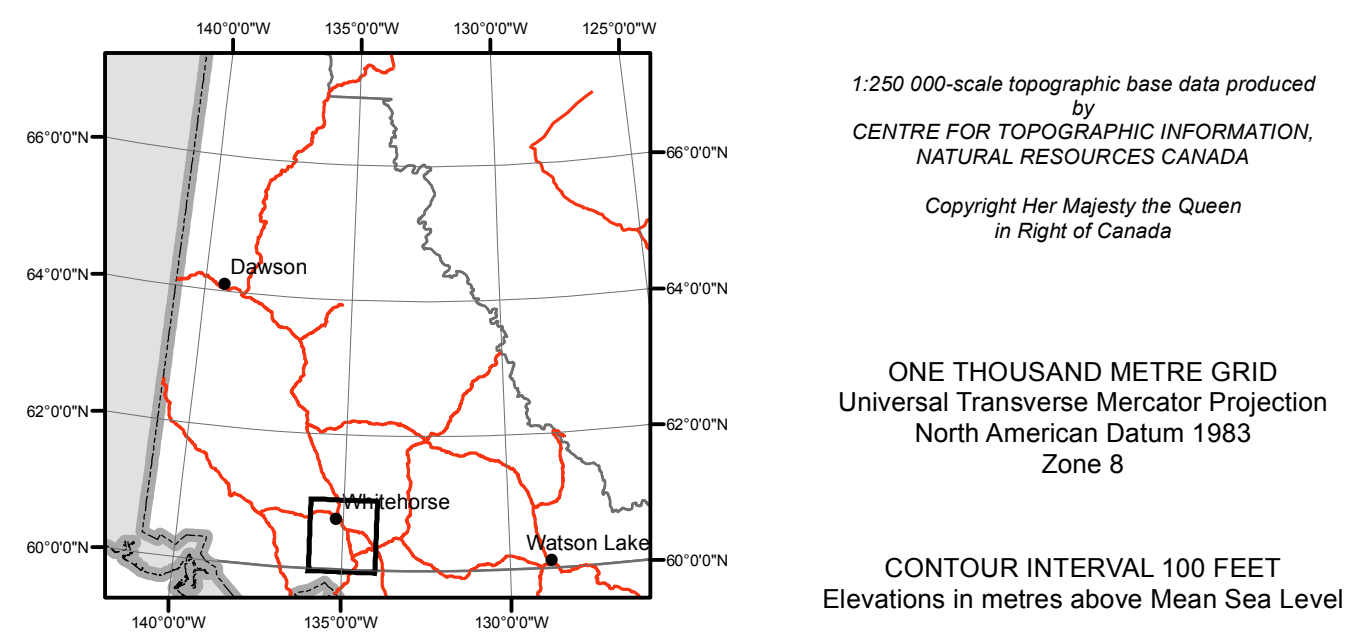 140°0'0"W
135°0'0"W
130°0'0"W
125°0'0"W
66°0'0"N
66°0'0"N
Dawson
64°0'0"N
64°0'0"N
62°0'0"N
62°0'0"N
Whitehorse
60°0'0"N
Watson Lake
60°0'0"N
140°0'0"W
135°0'0"W
130°0'0"W
1:250 000-scale topographic base data produced
by
CENTRE FOR TOPOGRAPHIC INFORMATION,
NATURAL RESOURCES CANADA
Copyright Her Majesty the Queen
in Right of Canada
ONE THOUSAND METRE GRID
Universal Transverse Mercator Projection
North American Datum 1983
Zone 8
CONTOUR INTERVAL 100 FEET
Elevations in metres above Mean Sea Level